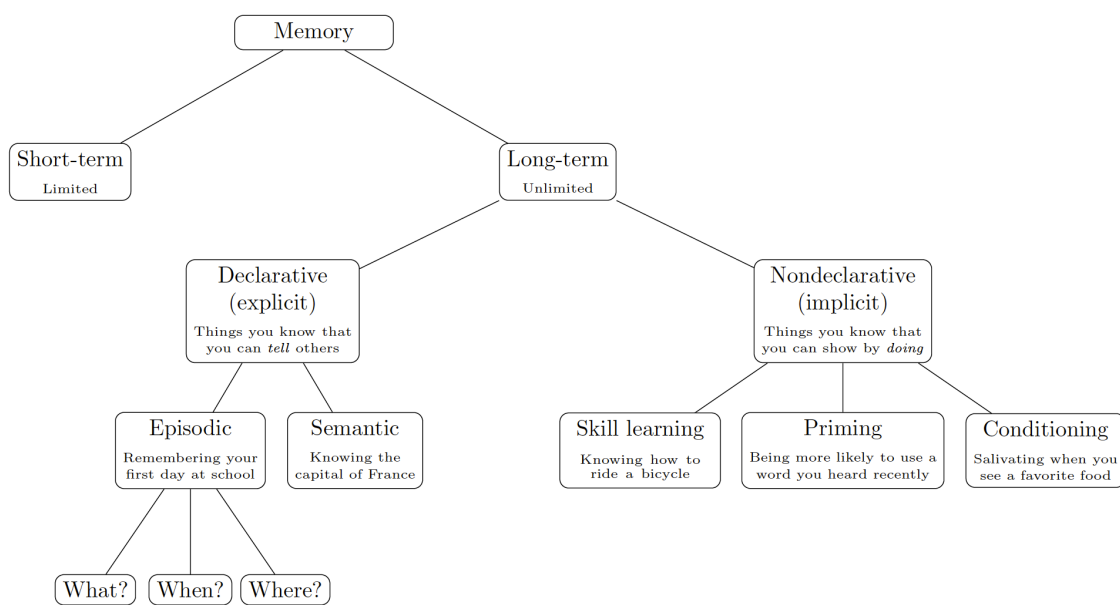 Memory
Short-term
Limited
Long-term
Unlimited
Declarative
(explicit)
Things you know that
you can tell others
Nondeclarative
(implicit)
Things you know that
you can show by doing
Episodic
Remembering your
first day at school
Semantic
Knowing the
capital of France
Skill learning
Knowing how to
ride a bicycle
Priming
Being more likely to use a
word you heard recently
Conditioning
Salivating when you
see a favorite food
What?
When?
Where?